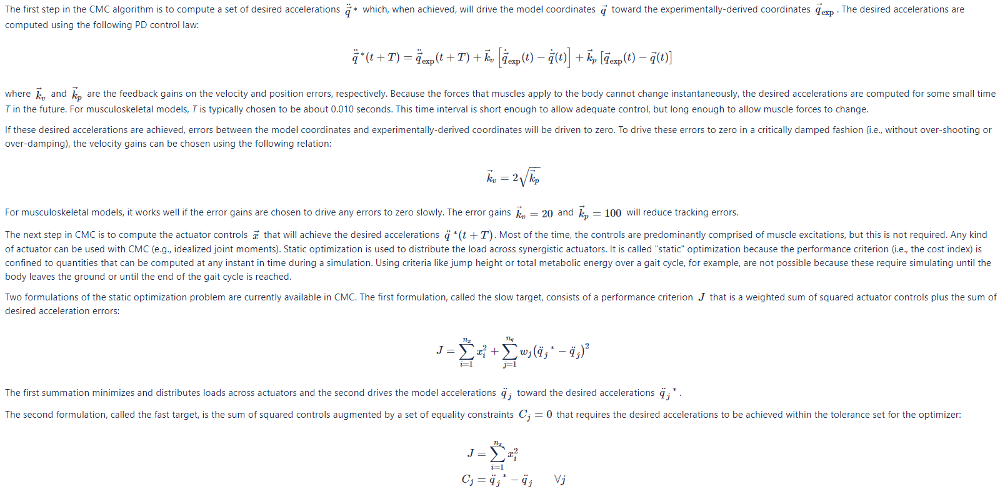 The first step in the CMC algorithm is to compute a set of desired accelerations $\ddot{\vec{q}}^{\,*}$ which, when achieved, will drive the model coordinates $\vec{q}$ toward the experimentally-derived coordinates $\vec{q}_{\text{exp}}$ . The desired accelerations are
computed using the following PD control law:
$\ddot{\vec{q}}^{\,*}(t+T) = \ddot{\vec{q}}_{\text{exp}}(t+T) + \vec{k}_v \left[\dot{\vec{q}}_{\text{exp}}(t) - \dot{\vec{q}}(t)\right] + \vec{k}_p \left[\vec{q}_{\text{exp}}(t) - \vec{q}(t)\right]$
where $\vec{k}_v$ and $\vec{k}_p$ are the feedback gains on the velocity and position errors, respectively. Because the forces that muscles apply to the body cannot change instantaneously, the desired accelerations are computed for some small time
T in the future. For musculoskeletal models, T is typically chosen to be about 0.010 seconds. This time interval is short enough to allow adequate control, but long enough to allow muscle forces to change.
If these desired accelerations are achieved, errors between the model coordinates and experimentally-derived coordinates will be driven to zero. To drive these errors to zero in a critically damped fashion (i.e., without over-shooting or
over-damping), the velocity gains can be chosen using the following relation:
$\vec{k}_v = 2\sqrt{\vec{k}_p}$
For musculoskeletal models, it works well if the error gains are chosen to drive any errors to zero slowly. The error gains $\vec{k}_v = 20$ and $\vec{k}_p = 100$ will reduce tracking errors.
The next step in CMC is to compute the actuator controls $\vec{x}$ that will achieve the desired accelerations $\ddot{q}^{\,*}(t+T)$. Most of the time, the controls are predominantly comprised of muscle excitations, but this is not required. Any kind
of actuator can be used with CMC (e.g., idealized joint moments). Static optimization is used to distribute the load across synergistic actuators. It is called "static" optimization because the performance criterion (i.e., the cost index) is
confined to quantities that can be computed at any instant in time during a simulation. Using criteria like jump height or total metabolic energy over a gait cycle, for example, are not possible because these require simulating until the
body leaves the ground or until the end of the gait cycle is reached.
Two formulations of the static optimization problem are currently available in CMC. The first formulation, called the slow target, consists of a performance criterion $J$ that is a weighted sum of squared actuator controls plus the sum of
desired acceleration errors:
$J = \sum_{i=1}^{n_x} x_i^2 + \sum_{j=1}^{n_q} w_j (\ddot{q}_j^{\,*} - \ddot{q}_j)^2$
The first summation minimizes and distributes loads across actuators and the second drives the model accelerations $\ddot{q}_j$ toward the desired accelerations $\ddot{q}_j^{\,*}$ .
The second formulation, called the fast target, is the sum of squared controls augmented by a set of equality constraints $C_j = 0$ that requires the desired accelerations to be achieved within the tolerance set for the optimizer:
$J = \sum_{i=1}^{n_x} x_i^2$
$C_j = \ddot{q}_j^{\,*} - \ddot{q}_j \quad \forall j$